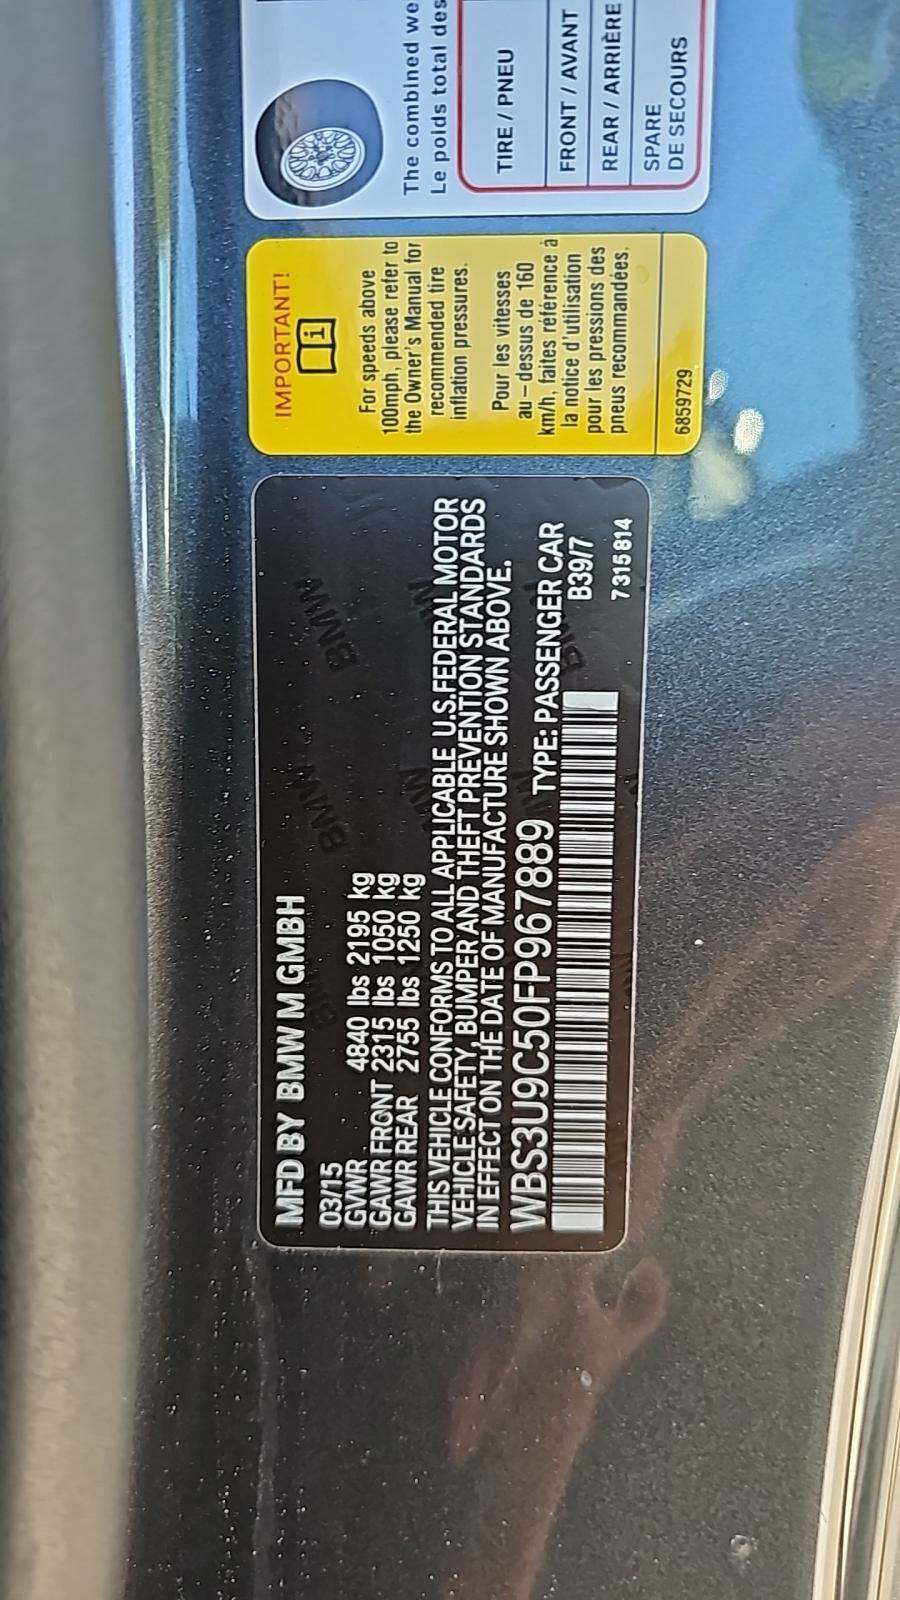 MFD BY BMW M GMBH
03/15
GVWR 4840 lbs 2195 kg
GAWR FRONT 2315 lbs 1050 kg
GAWR REAR 2755 lbs 1250 kg
THIS VEHICLE CONFORMS TO ALL APPLICABLE U.S.FEDERAL MOTOR
VEHICLE SAFETY, BUMPER AND THEFT PREVENTION STANDARDS
IN EFFECT ON THE DATE OF MANUFACTURE SHOWN ABOVE.
WBS3U9C50FP967889 TYPE: PASSENGER CAR
B39/7
7315814
IMPORTANT!
For speeds above
100mph, please refer to
the Owner's Manual for
recommended tire
inflation pressures.
Pour les vitesses
au-dessus de 160
km/h, faites référence à
la notice d'utilisation
pour les pressions des
pneus recommandées.
6859729
The combined we
Le poids total des
TIRE / PNEU
FRONT / AVANT
REAR / ARRIÈRE
SPARE
DE SECOURS
BMW
BMW